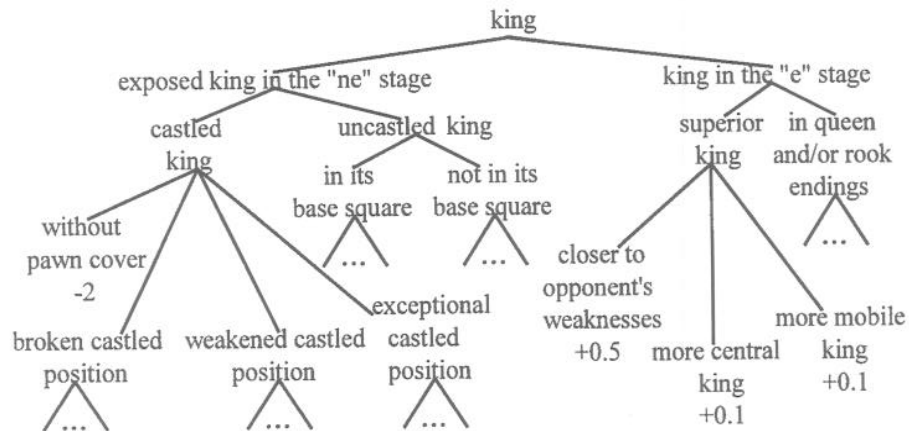 king
exposed king in the "ne" stage
king in the "e" stage
castled
king
uncastled king
superior
king
in queen
and/or rook
endings
in its
base square
not in its
base square
...
...
...
without
pawn cover
-2
closer to
opponent's
weaknesses
+0.5
exceptional
castled
position
broken castled
position
weakened castled
position
more central
king
+0.1
more mobile
king
+0.1
...
...
...